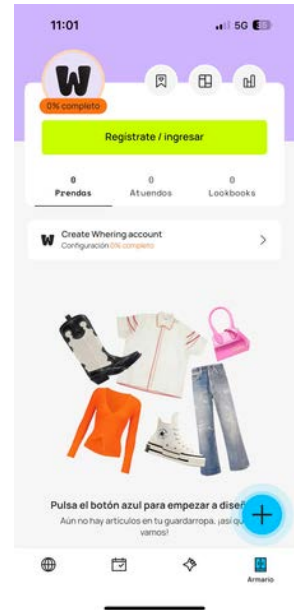 11:01
5G
W
0% completo
Regístrate / ingresar
0
Prendas
0
Atuendos
0
Lookbooks
W
Create Whering account
Configuración 0% completo
Pulsa el botón azul para empezar a diseñ
Aún no hay artículos en tu guardarropa, ¡así qu
vamos!
Armario